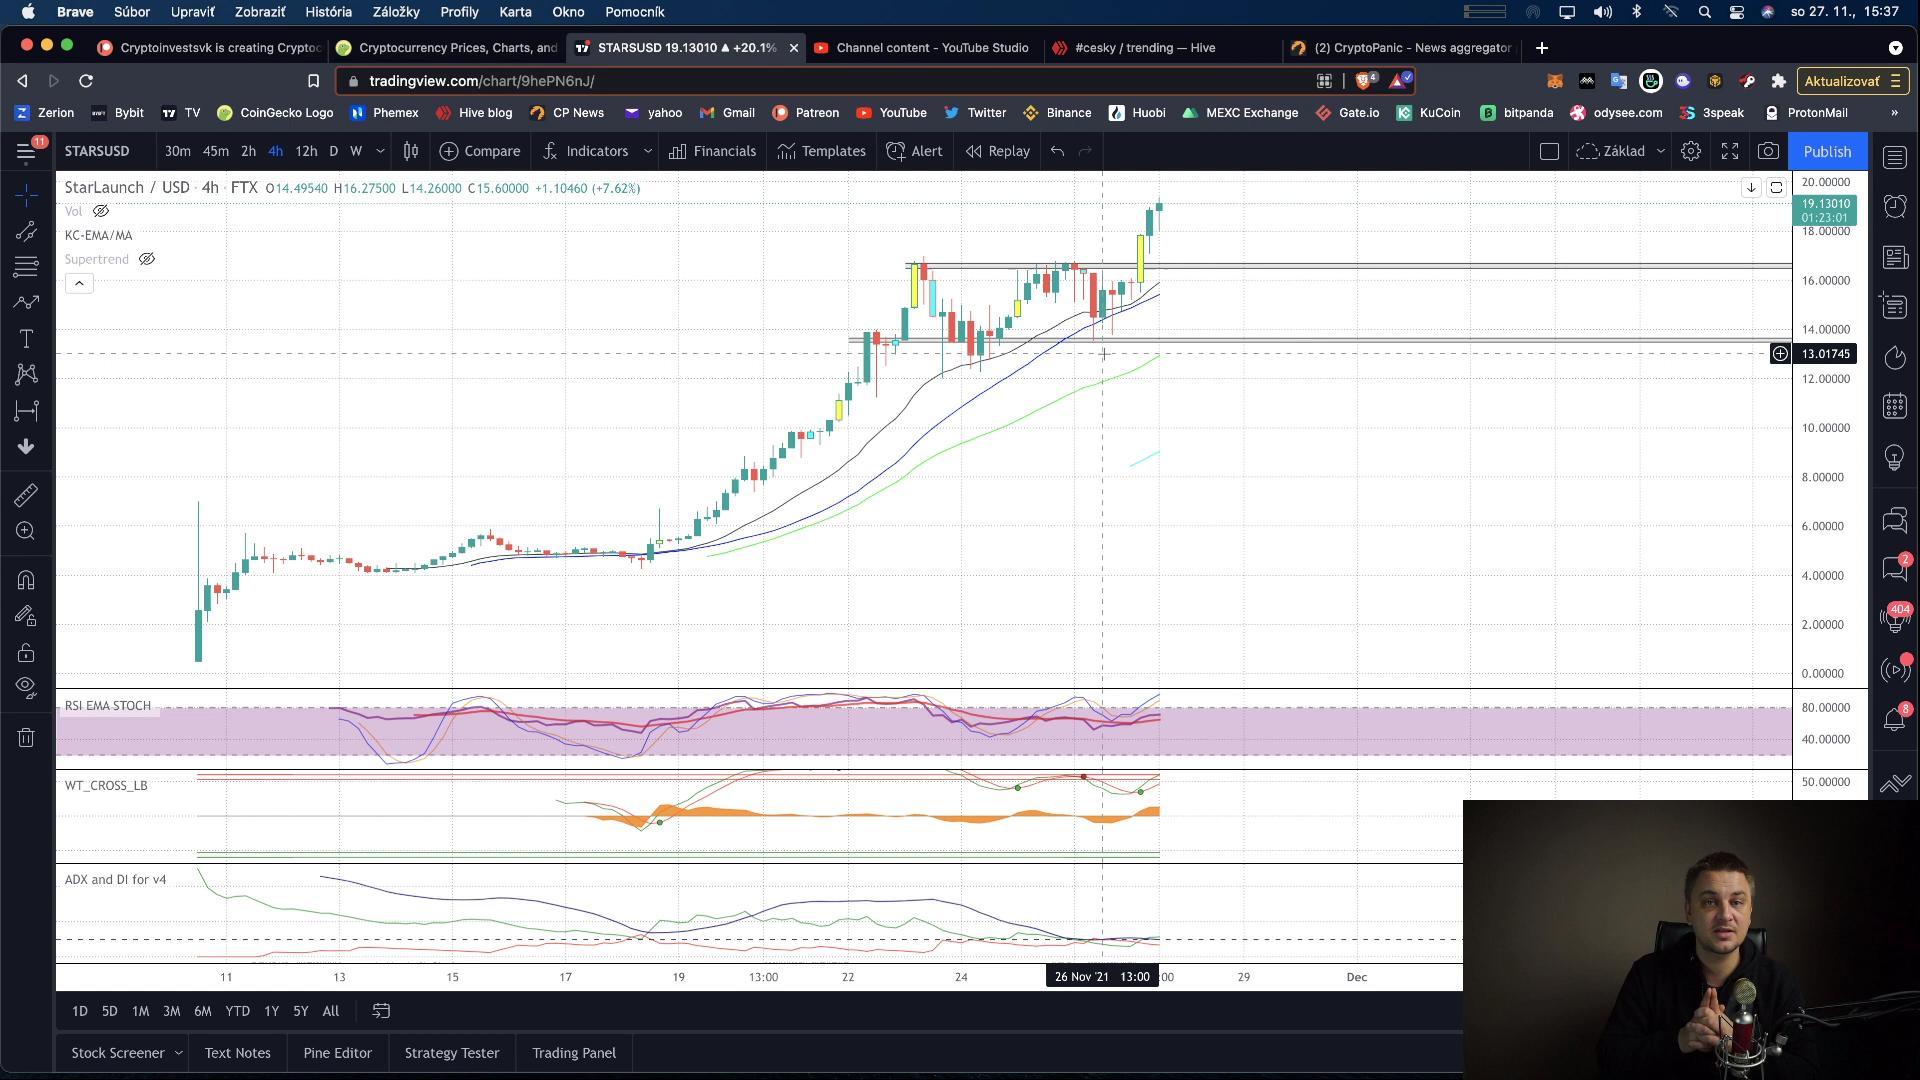 Brave Súbor Upraviť Zobraziť História Záložky Profily Karta Okno Pomocník so 27. 11., 15:37
Cryptoinvestsvk is creating Cryptoc Cryptocurrency Prices, Charts, and STARSUSD 19.13010 ▲ +20.1% Channel content - YouTube Studio #cesky / trending — Hive (2) CryptoPanic - News aggregator
tradingview.com/chart/9hePN6nJ/ 4 Aktualizovať
Zerion Bybit TV CoinGecko Logo Phemex Hive blog CP News yahoo Gmail Patreon YouTube Twitter Binance Huobi MEXC Exchange Gate.io KuCoin bitpanda odysee.com 3speak ProtonMail »
11 STARSUSD 30m 45m 2h 4h 12h D W Compare Indicators Financials Templates Alert Replay Základ Publish
StarLaunch / USD · 4h · FTX O14.49540 H16.27500 L14.26000 C15.60000 +1.10460 (+7.62%)
Vol
KC-EMA/MA
Supertrend
20.00000
19.13010
01:23:01
18.00000
16.00000
14.00000
13.01745
12.00000
10.00000
8.00000
6.00000
4.00000
2.00000
0.00000
2
404
8
RSI EMA STOCH
80.00000
40.00000
WT_CROSS_LB
50.00000
ADX and DI for v4
11 13 15 17 19 13:00 22 24 26 Nov '21 13:00 :00 29 Dec
1D 5D 1M 3M 6M YTD 1Y 5Y All
Stock Screener Text Notes Pine Editor Strategy Tester Trading Panel